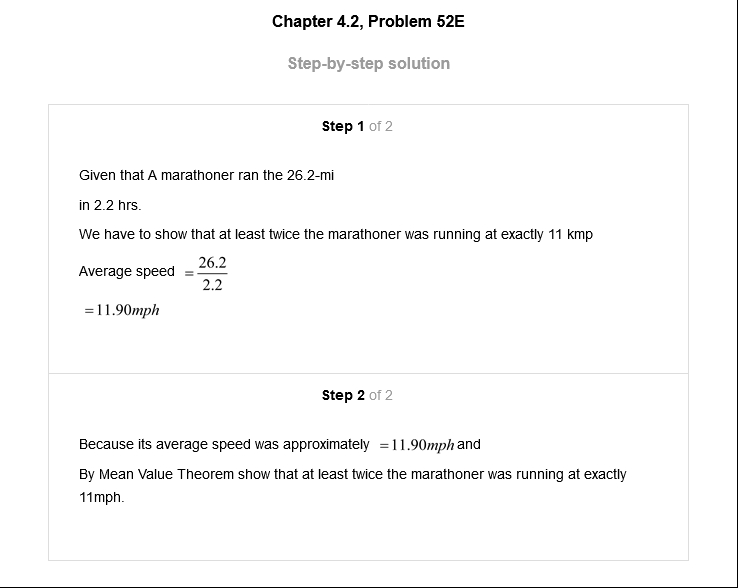 Chapter 4.2, Problem 52E
Step-by-step solution
Step 1 of 2
Given that A marathoner ran the 26.2-mi
in 2.2 hrs.
We have to show that at least twice the marathoner was running at exactly 11 kmp
Average speed = 26.2/2.2
=11.90mph
Step 2 of 2
Because its average speed was approximately =11.90mph and
By Mean Value Theorem show that at least twice the marathoner was running at exactly
11mph.